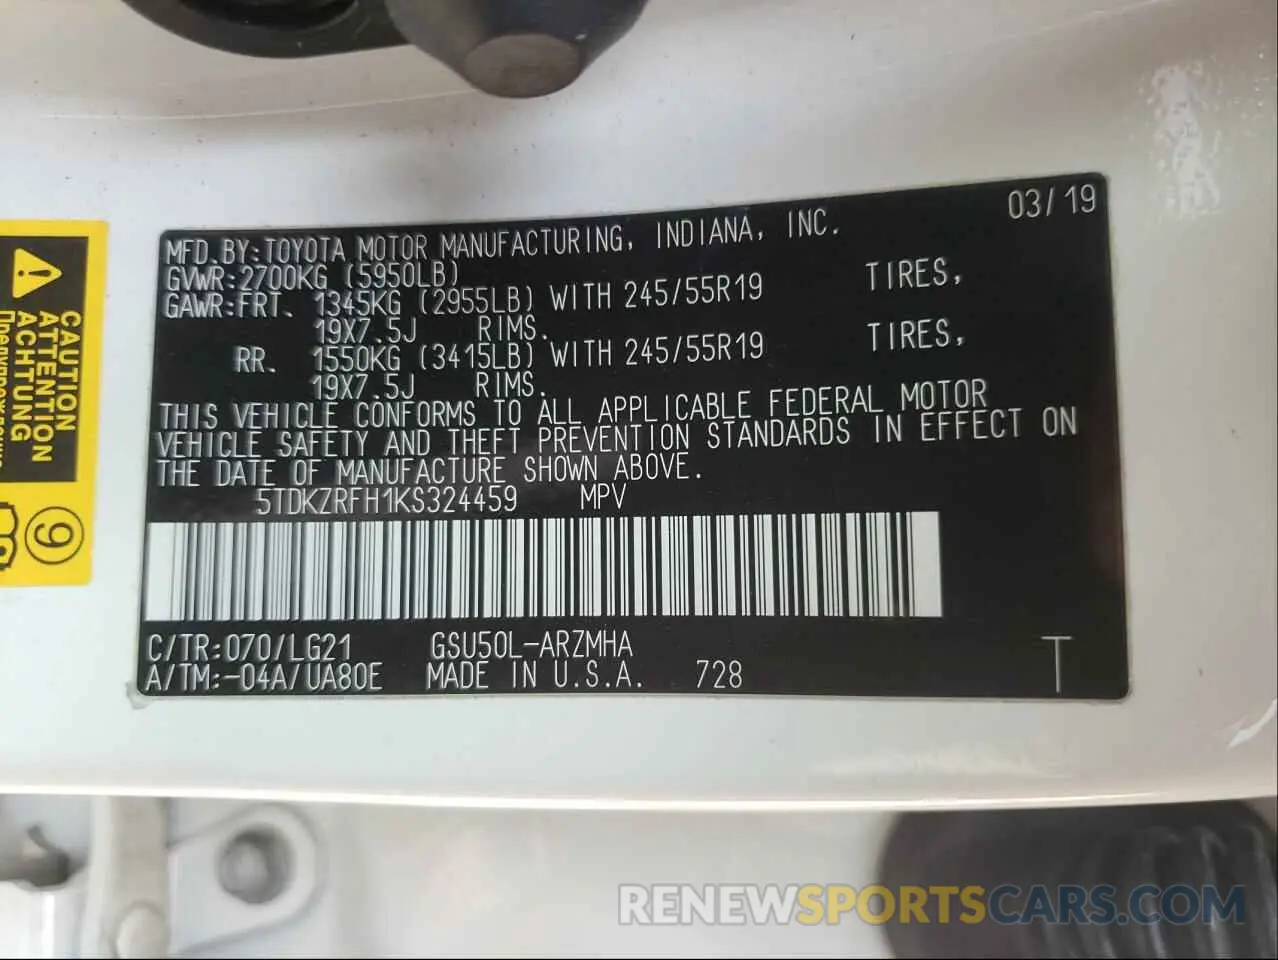 03/19
MFD.BY:TOYOTA MOTOR MANUFACTURING, INDIANA, INC.
GVWR:2700KG (5950LB)
GAWR:FRT. 1345KG (2955LB) WITH 245/55R19 TIRES,
19X7.5J RIMS.
RR. 1550KG (3415LB) WITH 245/55R19 TIRES,
19X7.5J RIMS.
THIS VEHICLE CONFORMS TO ALL APPLICABLE FEDERAL MOTOR
VEHICLE SAFETY AND THEFT PREVENTION STANDARDS IN EFFECT ON
THE DATE OF MANUFACTURE SHOWN ABOVE.
5TDKZRFH1KS324459 MPV
C/TR:070/LG21 GSU50L-ARZMHA
A/TM:-04A/UA80E MADE IN U.S.A. 728 T
CAUTION
ATTENTION
ACHTUNG
9
RENEWSPORTSCARS.COM